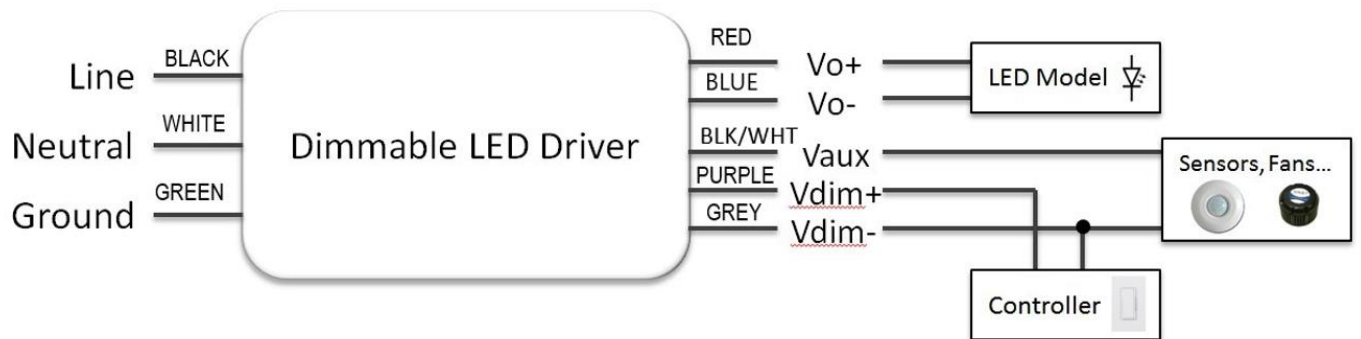 Line BLACK
Neutral WHITE
Ground GREEN
Dimmable LED Driver
RED Vo+
BLUE Vo-
BLK/WHT Vaux
PURPLE Vdim+
GREY Vdim-
LED Model
Sensors, Fans...
Controller